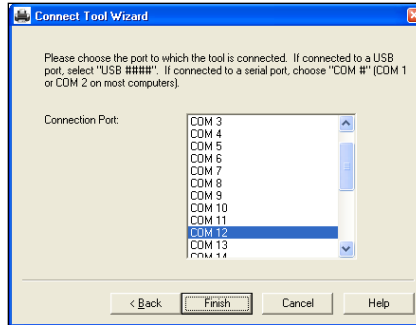 Connect Tool Wizard
Please choose the port to which the tool is connected. If connected to a USB
port, select "USB ####". If connected to a serial port, choose "COM #" (COM 1
or COM 2 on most computers).
Connection Port:
COM 3
COM 4
COM 5
COM 6
COM 7
COM 8
COM 9
COM 10
COM 11
COM 12
COM 13
COM 14
< Back
Finish
Cancel
Help